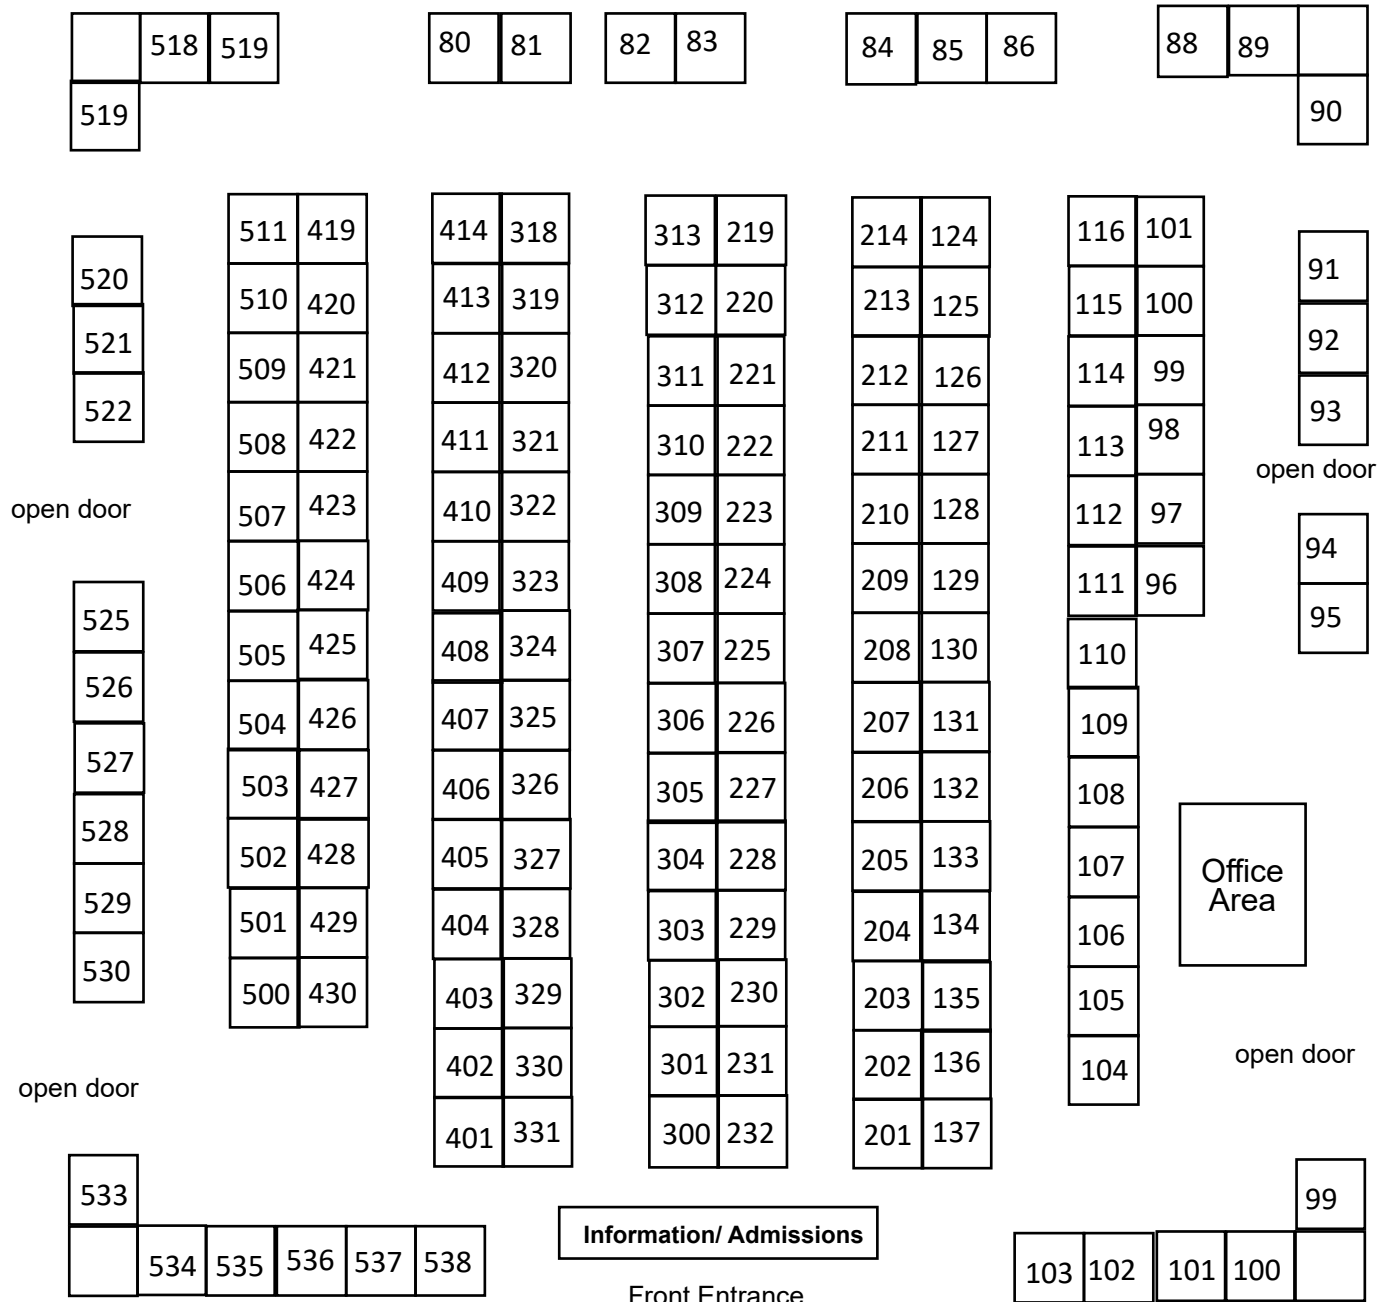 518 519 80 81 82 83 84 85 86 88 89
519 90
511 419 414 318 313 219 214 124 116 101
520 91
510 420 413 319 312 220 213 125 115 100
521 92
509 421 412 320 311 221 212 126 114 99
522 93
508 422 411 321 310 222 211 127 113 98
open door
open door
507 423 410 322 309 223 210 128 112 97
94
506 424 409 323 308 224 209 129 111 96
525 95
505 425 408 324 307 225 208 130 110
526
504 426 407 325 306 226 207 131 109
527
503 427 406 326 305 227 206 132 108
528
502 428 405 327 304 228 205 133 107
Office
Area
529
501 429 404 328 303 229 204 134 106
530
500 430 403 329 302 230 203 135 105
402 330 301 231 202 136 104
open door
open door
401 331 300 232 201 137
533 99
Information/ Admissions
534 535 536 537 538 103 102 101 100
Front Entrance